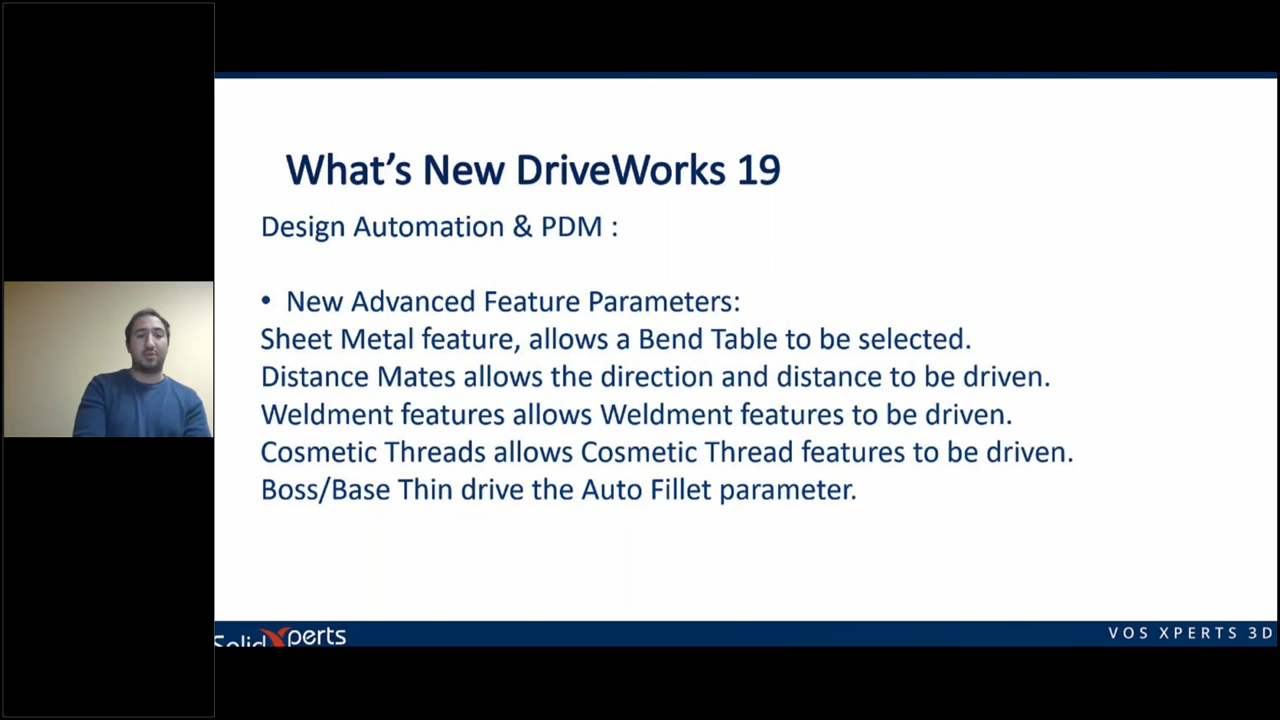 What's New DriveWorks 19
Design Automation & PDM :
• New Advanced Feature Parameters:
Sheet Metal feature, allows a Bend Table to be selected.
Distance Mates allows the direction and distance to be driven.
Weldment features allows Weldment features to be driven.
Cosmetic Threads allows Cosmetic Thread features to be driven.
Boss/Base Thin drive the Auto Fillet parameter.
SolidXperts
VOS XPERTS 3D